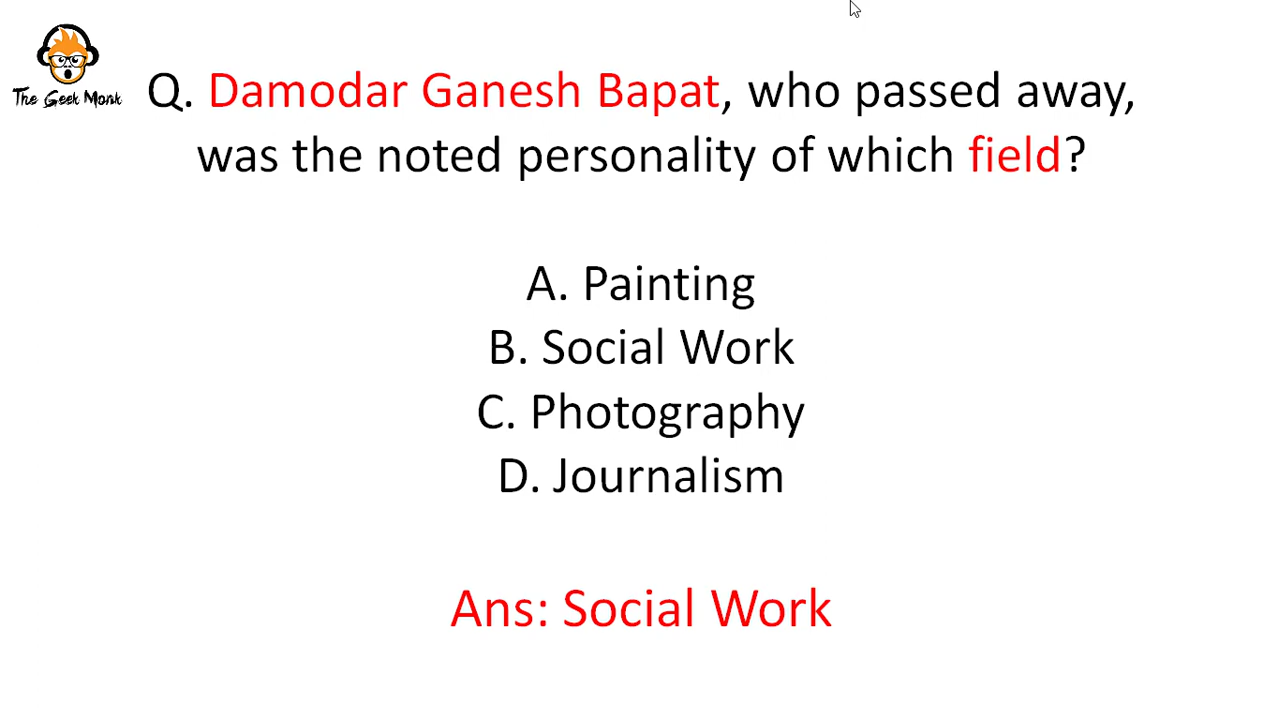 The Geek Monk
Q. Damodar Ganesh Bapat, who passed away,
was the noted personality of which field?
A. Painting
B. Social Work
C. Photography
D. Journalism
Ans: Social Work